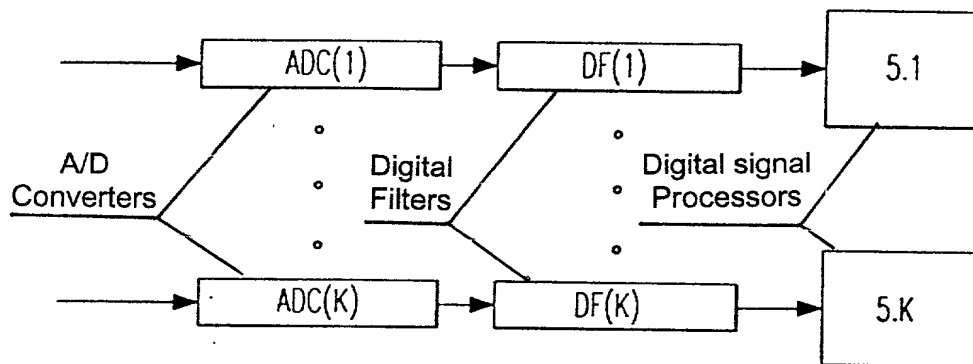 ADC(1)
DF(1)
5.1
A/D
Converters
Digital
Filters
Digital signal
Processors
ADC(K)
DF(K)
5.K